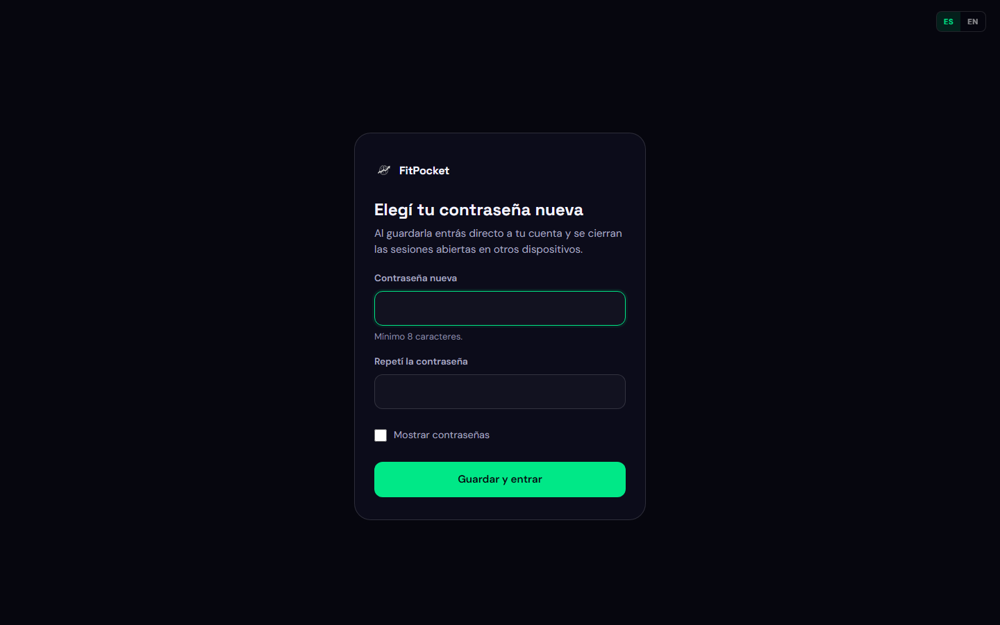 ES EN
FitPocket
Elegí tu contraseña nueva
Al guardarla entrás directo a tu cuenta y se cierran
las sesiones abiertas en otros dispositivos.
Contraseña nueva
Mínimo 8 caracteres.
Repetí la contraseña
Mostrar contraseñas
Guardar y entrar